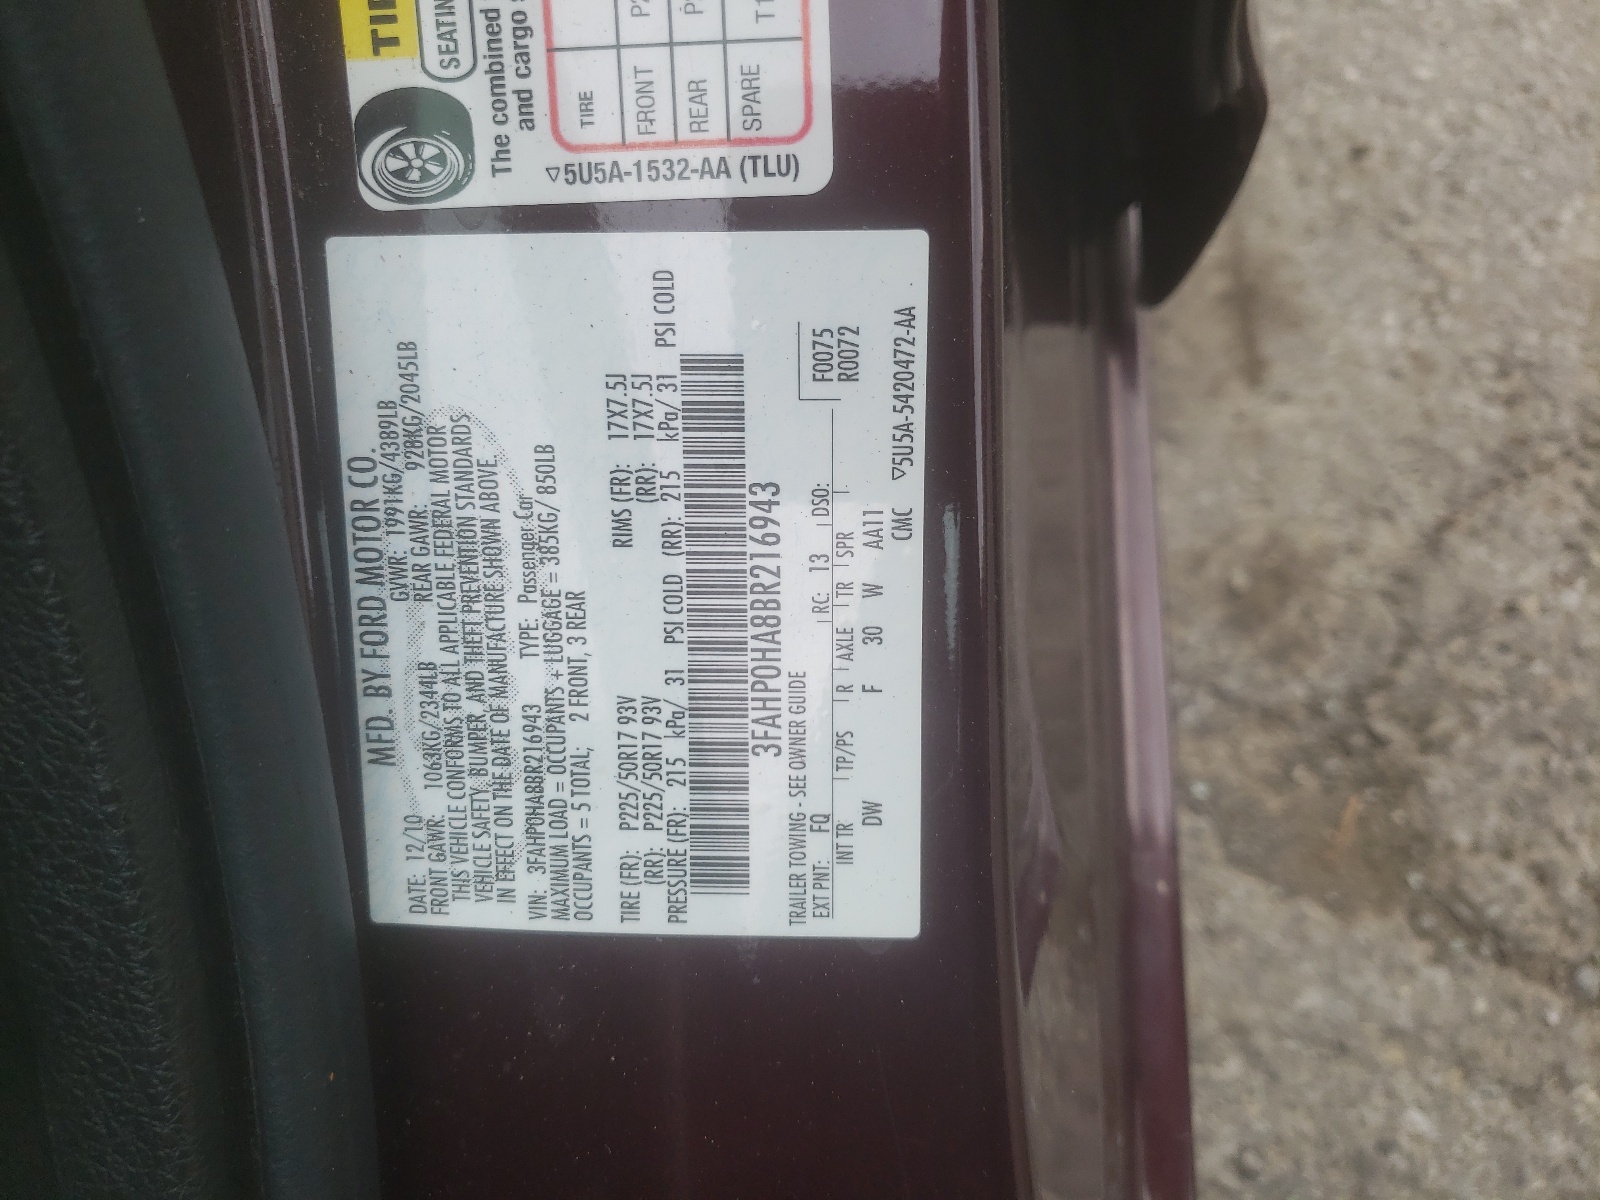 MFD. BY FORD MOTOR CO.
DATE: 12/10 GVWR: 1991KG/4389LB
FRONT GAWR: 1063KG/2344LB REAR GAWR: 928KG/2045LB
THIS VEHICLE CONFORMS TO ALL APPLICABLE FEDERAL MOTOR
VEHICLE SAFETY, BUMPER, AND THEFT PREVENTION STANDARDS
IN EFFECT ON THE DATE OF MANUFACTURE SHOWN ABOVE.
VIN: 3FAHP0HA8BR216943 TYPE: Passenger Car
MAXIMUM LOAD = OCCUPANTS + LUGGAGE = 385KG/ 850LB
OCCUPANTS = 5 TOTAL, 2 FRONT, 3 REAR
TIRE (FR): P225/50R17 93V RIMS (FR): 17X7.5J
(RR): P225/50R17 93V (RR): 17X7.5J
PRESSURE (FR): 215 kPa/ 31 PSI COLD (RR): 215 kPa/ 31 PSI COLD
3FAHP0HA8BR216943
TRAILER TOWING - SEE OWNER GUIDE
EXT PNT: FQ RC: 13 DSO: F0075
R0072
INT TR TP/PS R AXLE TR SPR
DW F 30 W AA11
CMC ▽5U5A-5420472-AA
SEATIN
The combined
and cargo
TIRE
FRONT
REAR
SPARE T1
▽5U5A-1532-AA (TLU)